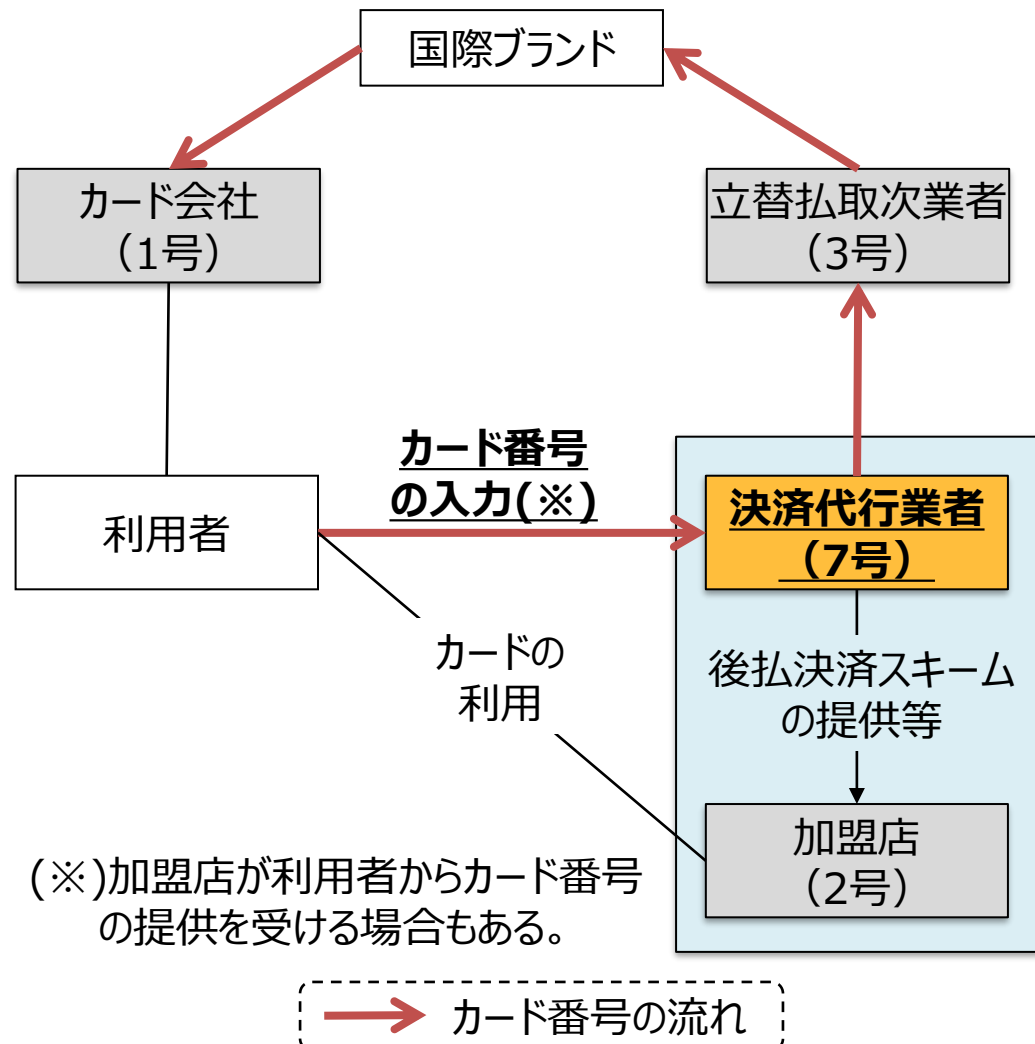 国際ブランド
カード会社
（1号）
立替払取次業者
（3号）
カード番号
の入力(※)
利用者
決済代行業者
（7号）
カードの
利用
後払決済スキーム
の提供等
加盟店
（2号）
(※)加盟店が利用者からカード番号
の提供を受ける場合もある。
カード番号の流れ